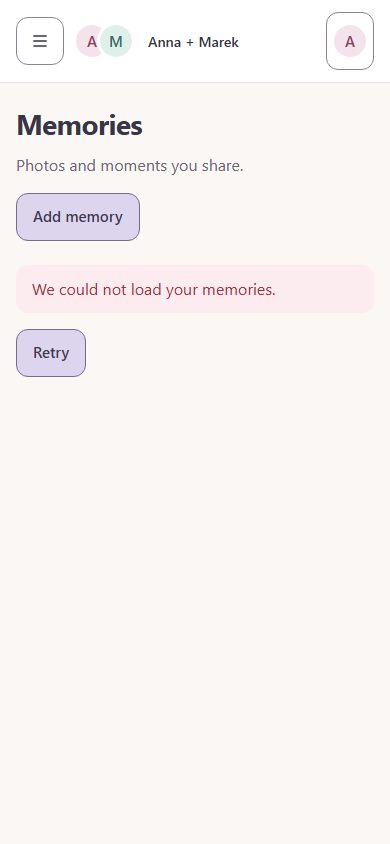 A M Anna + Marek A
Memories
Photos and moments you share.
Add memory
We could not load your memories.
Retry